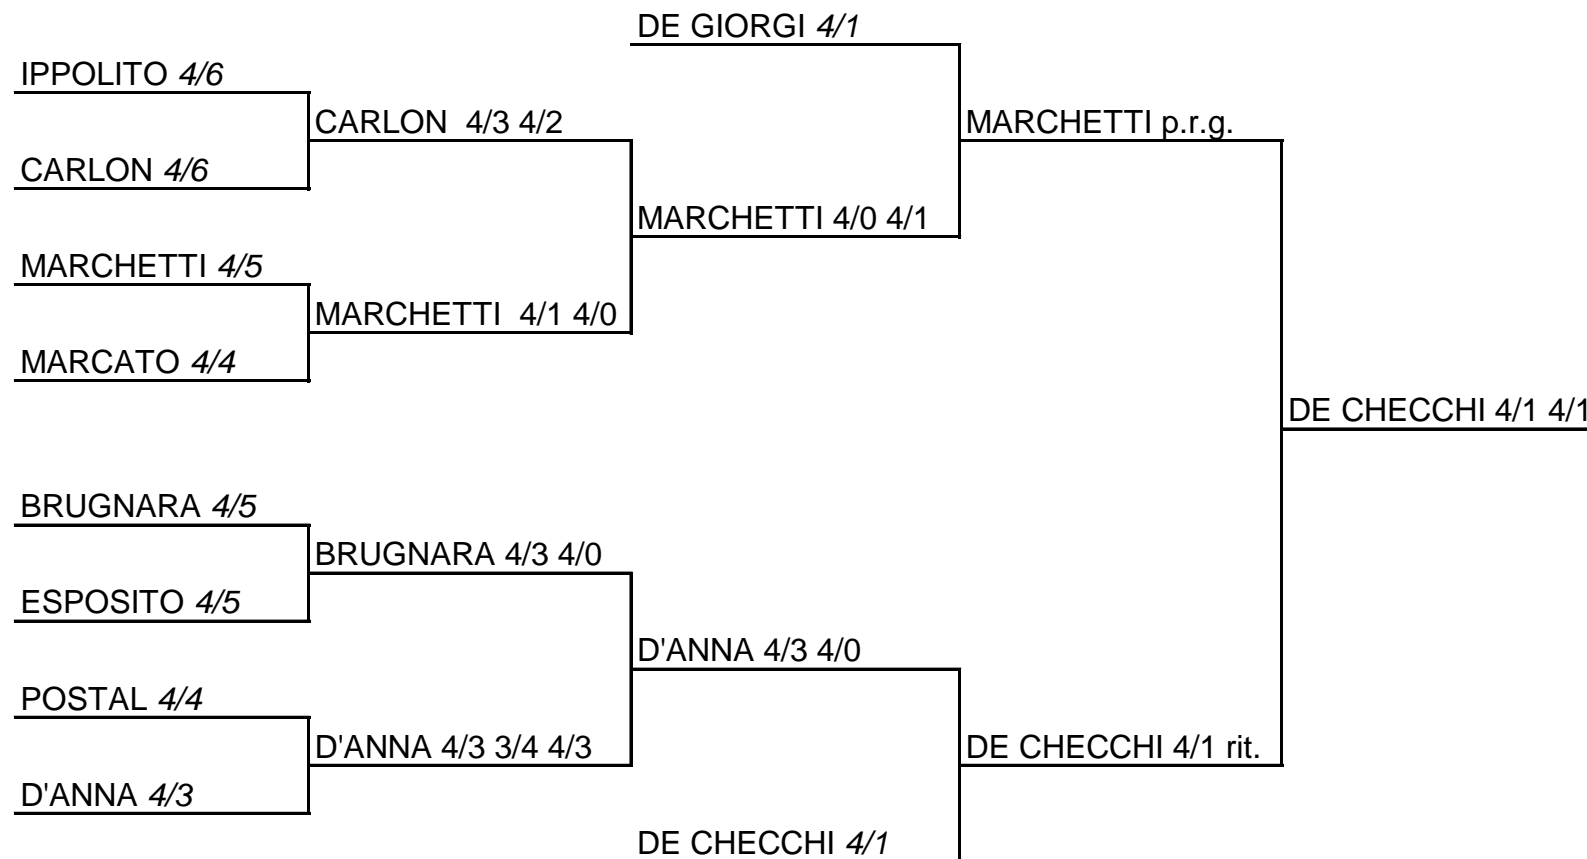 DE GIORGI 4/1
IPPOLITO 4/6
CARLON 4/3 4/2
MARCHETTI p.r.g.
CARLON 4/6
MARCHETTI 4/0 4/1
MARCHETTI 4/5
MARCHETTI 4/1 4/0
MARCATO 4/4
DE CHECCHI 4/1 4/1
BRUGNARA 4/5
BRUGNARA 4/3 4/0
ESPOSITO 4/5
D'ANNA 4/3 4/0
POSTAL 4/4
D'ANNA 4/3 3/4 4/3
DE CHECCHI 4/1 rit.
D'ANNA 4/3
DE CHECCHI 4/1